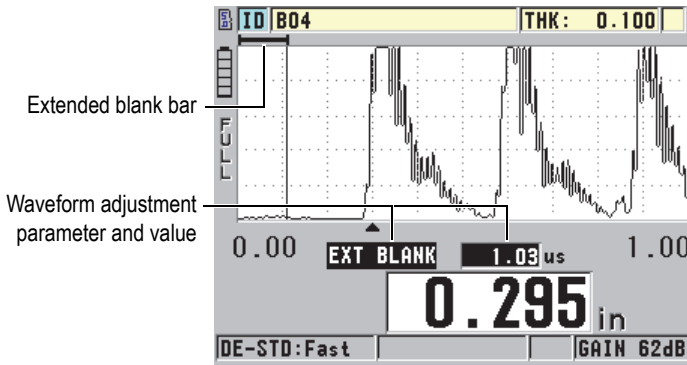 ID B04 THK: 0.100
Extended blank bar
FULL
Waveform adjustment
parameter and value
0.00 EXT BLANK 1.03 us 1.00
0.295 in
DE-STD:Fast GAIN 62dB